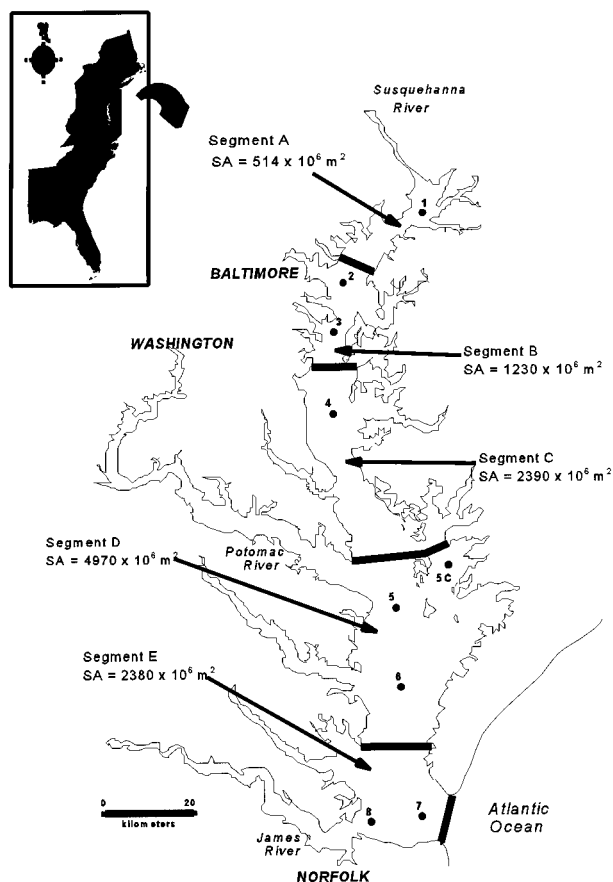 Susquehanna
River
Segment A
SA = 514 x 10⁶ m²
1
BALTIMORE
2
3
WASHINGTON
Segment B
SA = 1230 x 10⁶ m²
4
Segment C
SA = 2390 x 10⁶ m²
Segment D
SA = 4970 x 10⁶ m²
Potomac
River
5 C
5
Segment E
SA = 2380 x 10⁶ m²
6
0 20
kilometers
8
7
Atlantic
Ocean
James
River
NORFOLK